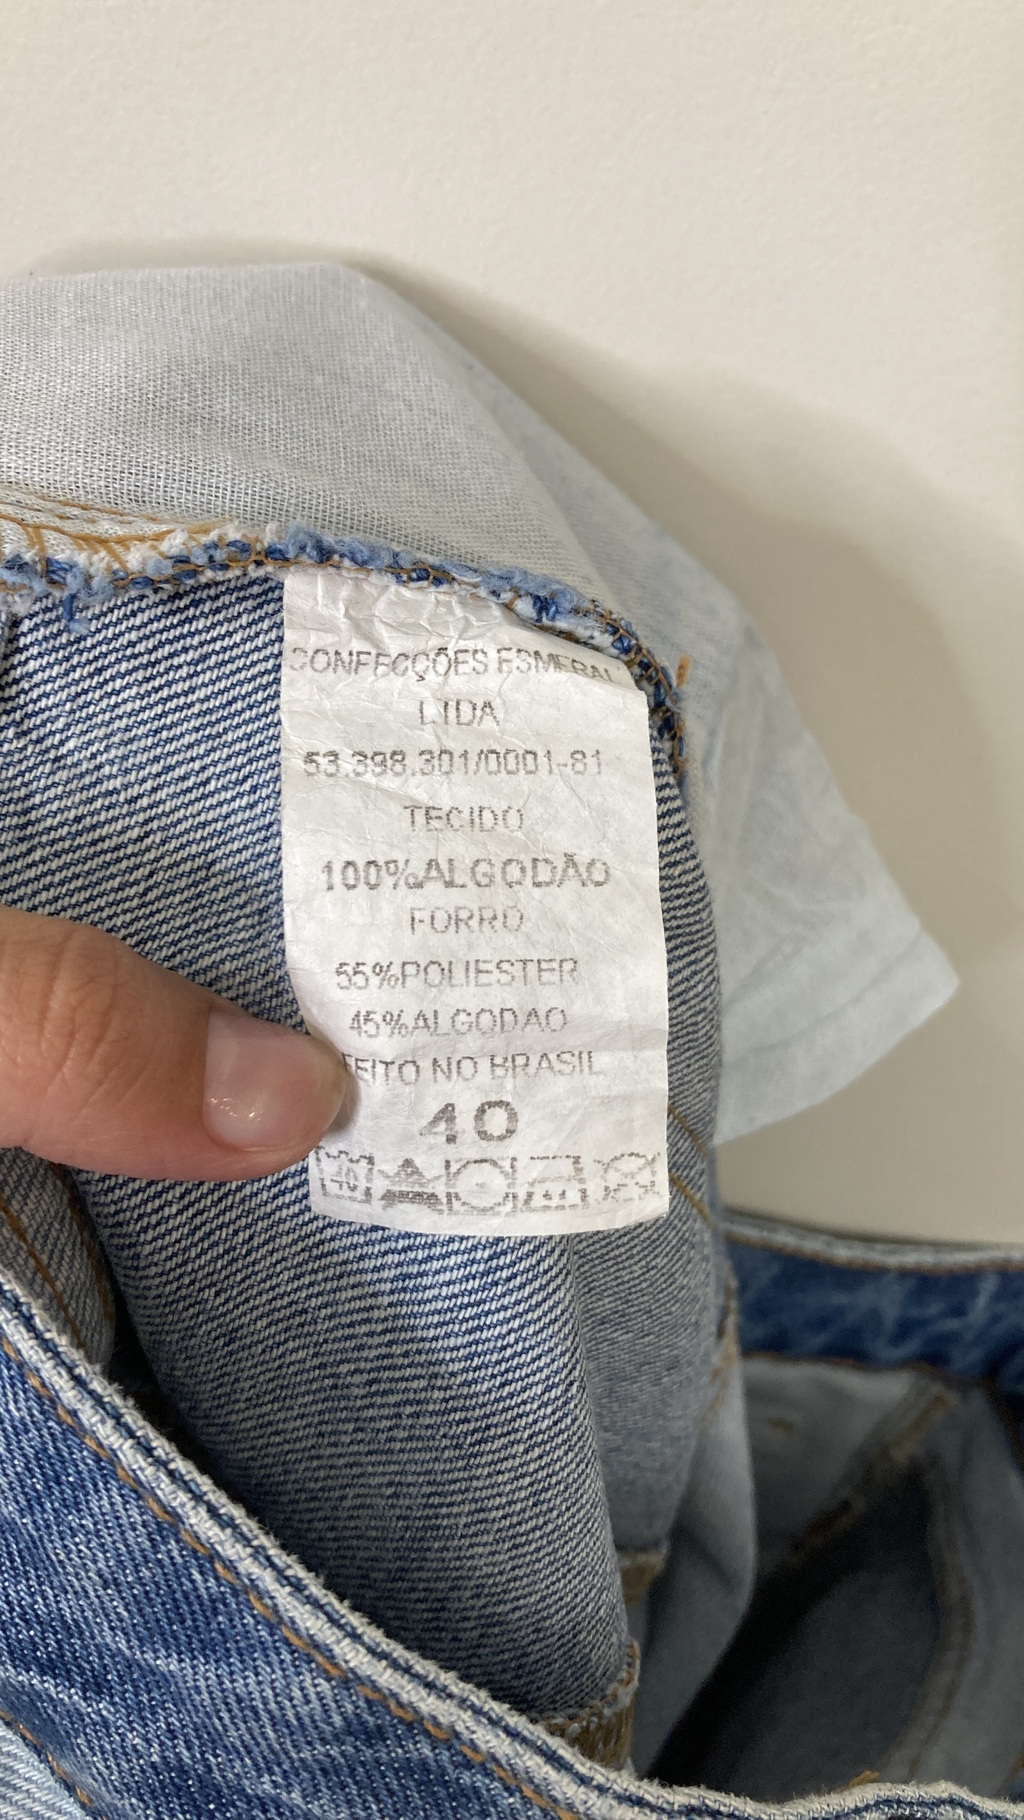 CONFECÇÕES ESMERAL
LTDA
53.398.301/0001-81
TECIDO
100%ALGODÃO
FORRO
55%POLIESTER
45%ALGODAO
FEITO NO BRASIL
40
40